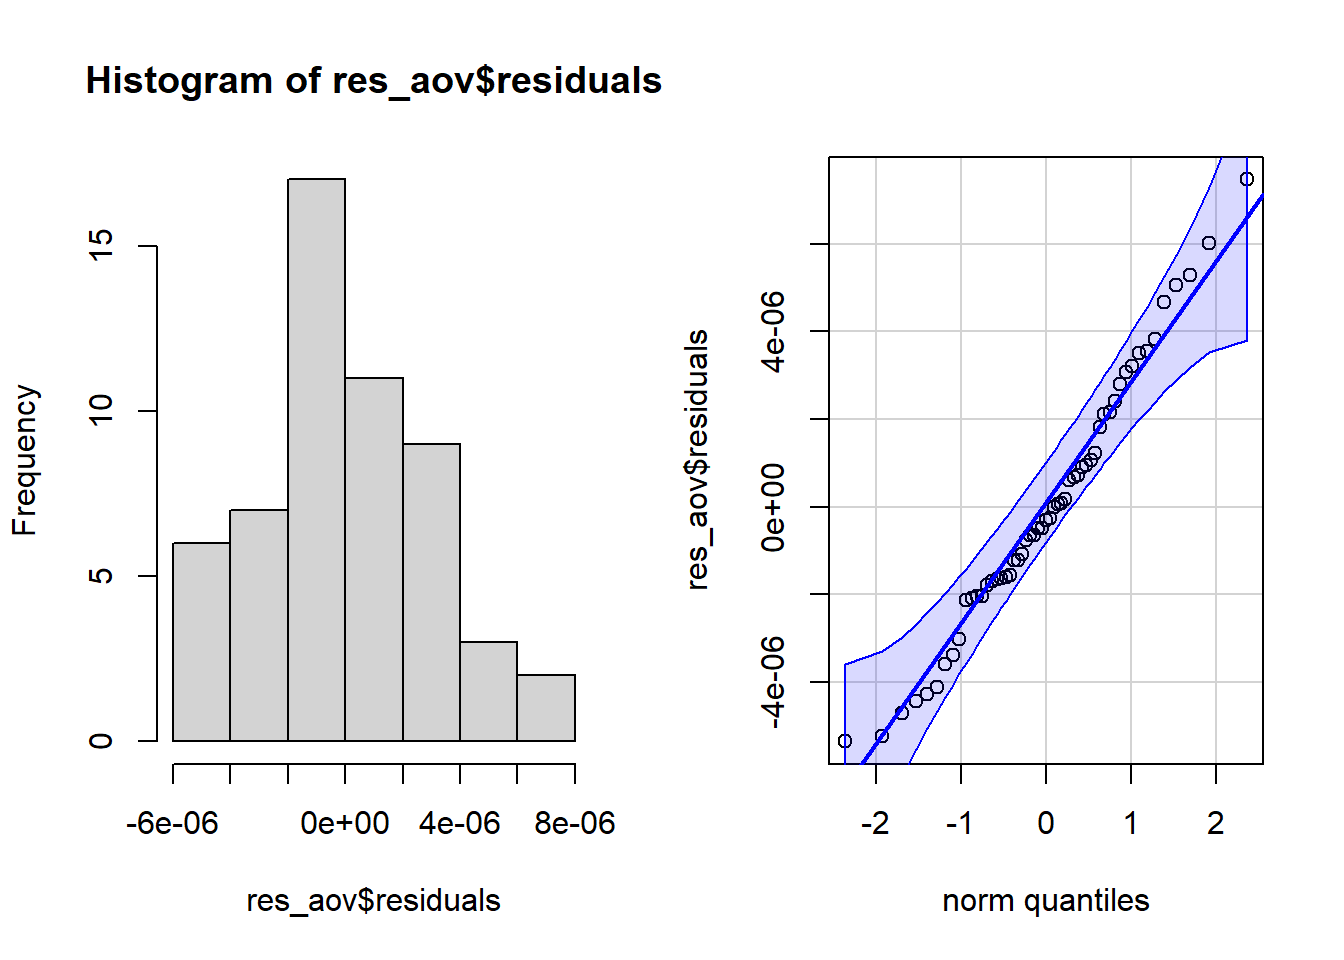 Histogram of res_aov$residuals
Frequency
0
5
10
15
-6e-06
0e+00
4e-06
8e-06
res_aov$residuals
res_aov$residuals
-4e-06
0e+00
4e-06
-2
-1
0
1
2
norm quantiles